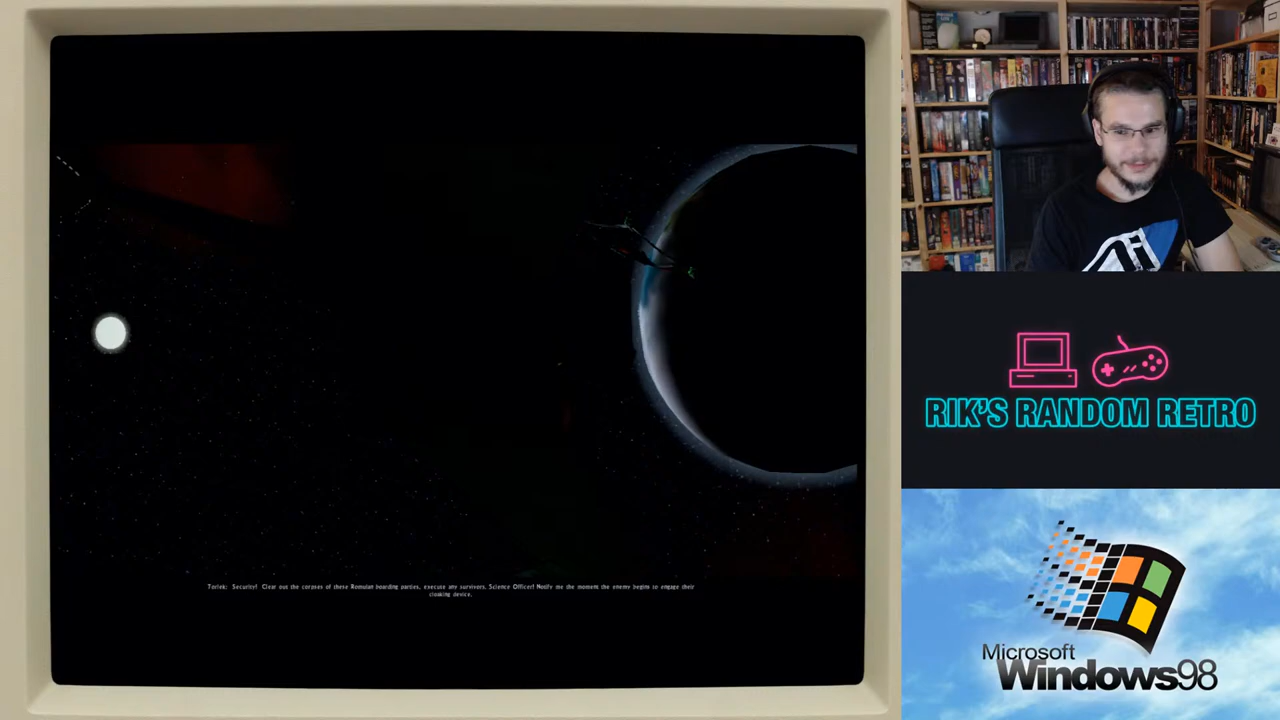 Torlek: Security! Clear out the corpses of these Romulan boarding parties, execute any survivors. Science Officer! Notify me the moment the enemy begins to engage their
cloaking device.
RIK'S RANDOM RETRO
Microsoft
Windows98